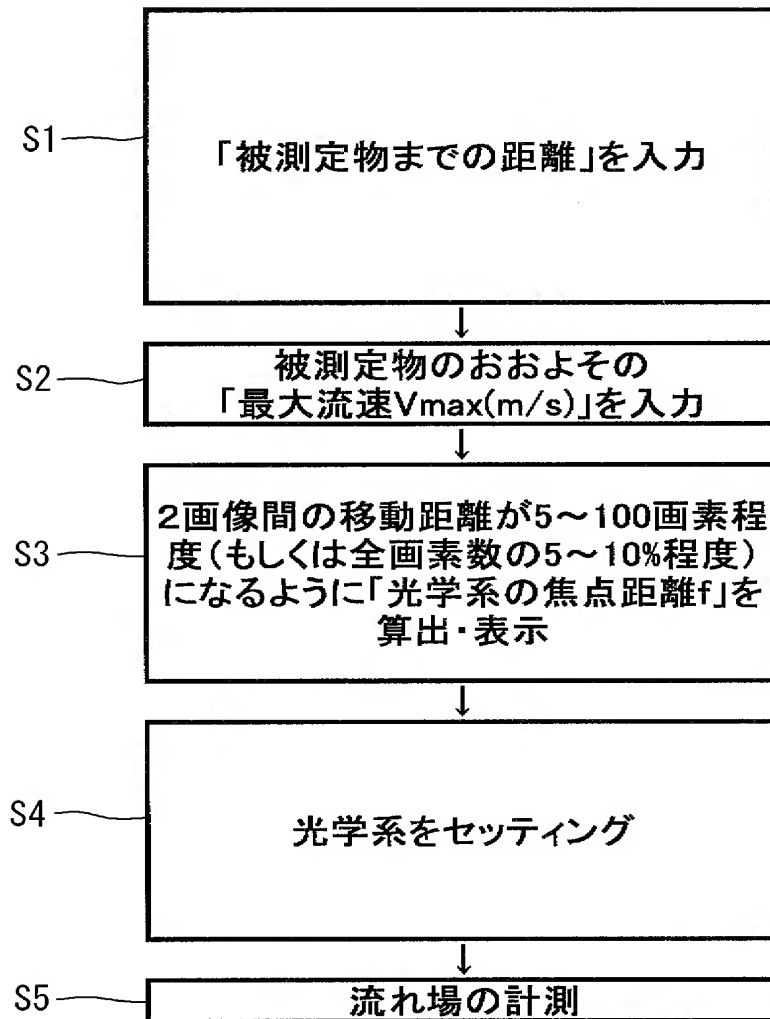 S1
「被測定物までの距離」を入力
↓
S2
被測定物のおおよその
「最大流速Vmax(m/s)」を入力
↓
S3
2画像間の移動距離が5～100画素程
度(もしくは全画素数の5～10%程度)
になるように「光学系の焦点距離f」を
算出・表示
↓
S4
光学系をセッティング
↓
S5
流れ場の計測